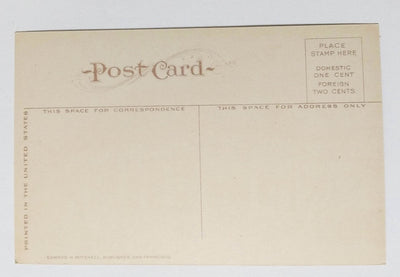 Post Card
PLACE
STAMP HERE
DOMESTIC
ONE CENT
FOREIGN
TWO CENTS
THIS SPACE FOR CORRESPONDENCE
THIS SPACE FOR ADDRESS ONLY
PRINTED IN THE UNITED STATES
EDWARD H. MITCHELL, PUBLISHER, SAN FRANCISCO